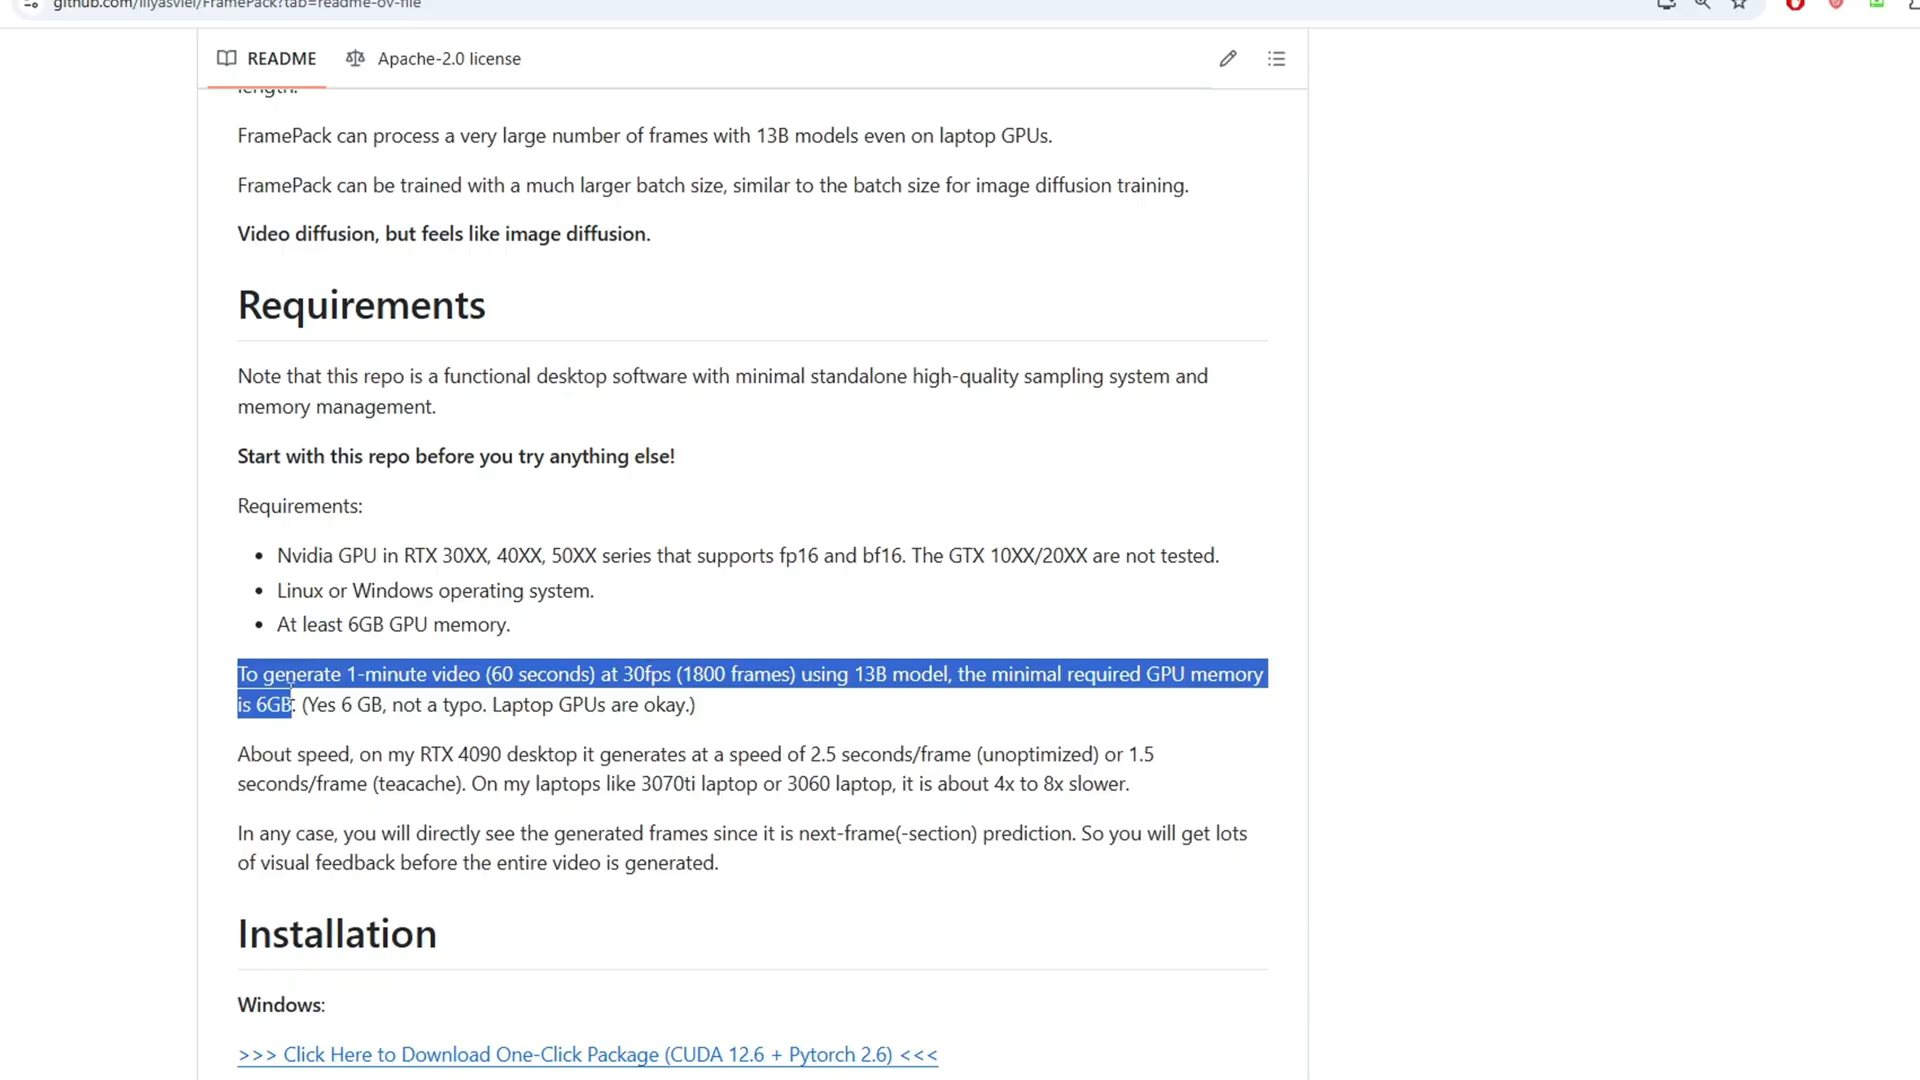 github.com/lllyasviel/FramePack?tab=readme-ov-file
README
Apache-2.0 license
length.
FramePack can process a very large number of frames with 13B models even on laptop GPUs.
FramePack can be trained with a much larger batch size, similar to the batch size for image diffusion training.
Video diffusion, but feels like image diffusion.
Requirements
Note that this repo is a functional desktop software with minimal standalone high-quality sampling system and
memory management.
Start with this repo before you try anything else!
Requirements:
• Nvidia GPU in RTX 30XX, 40XX, 50XX series that supports fp16 and bf16. The GTX 10XX/20XX are not tested.
• Linux or Windows operating system.
• At least 6GB GPU memory.
To generate 1-minute video (60 seconds) at 30fps (1800 frames) using 13B model, the minimal required GPU memory
is 6GB. (Yes 6 GB, not a typo. Laptop GPUs are okay.)
About speed, on my RTX 4090 desktop it generates at a speed of 2.5 seconds/frame (unoptimized) or 1.5
seconds/frame (teacache). On my laptops like 3070ti laptop or 3060 laptop, it is about 4x to 8x slower.
In any case, you will directly see the generated frames since it is next-frame(-section) prediction. So you will get lots
of visual feedback before the entire video is generated.
Installation
Windows:
>>> Click Here to Download One-Click Package (CUDA 12.6 + Pytorch 2.6) <<<